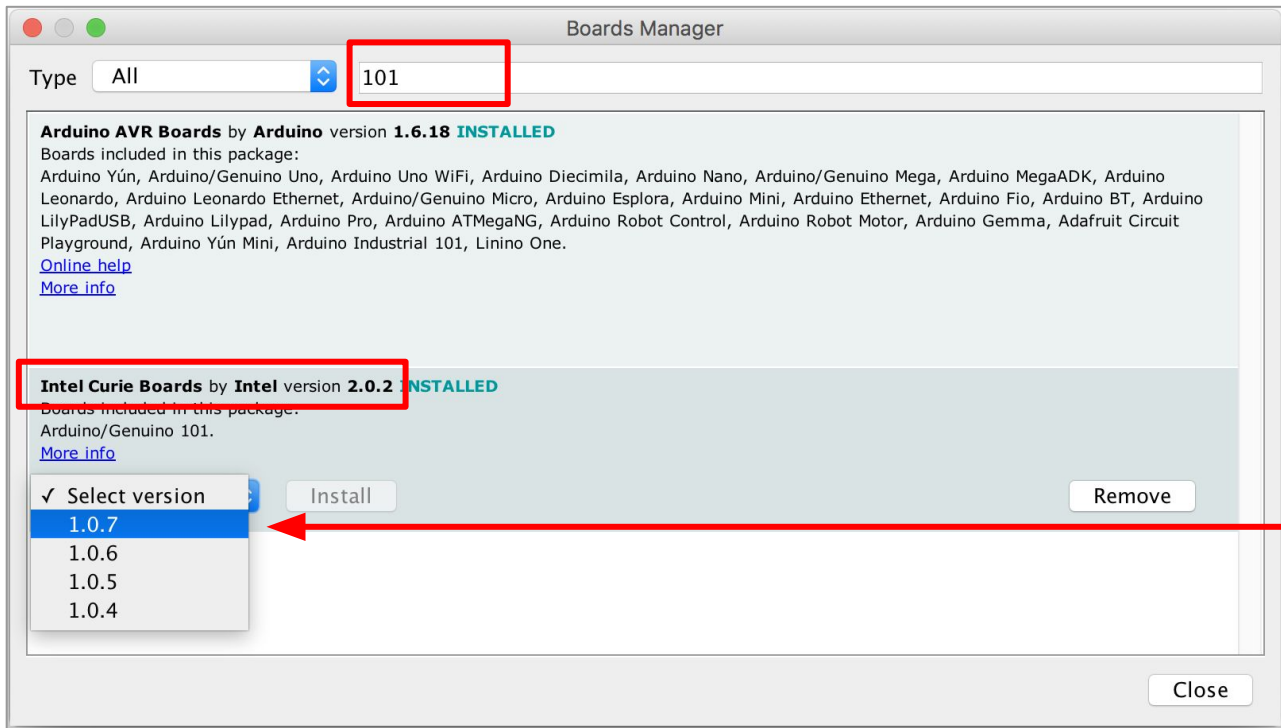 Boards Manager
Type All 101
Arduino AVR Boards by Arduino version 1.6.18 INSTALLED
Boards included in this package:
Arduino Yún, Arduino/Genuino Uno, Arduino Uno WiFi, Arduino Diecimila, Arduino Nano, Arduino/Genuino Mega, Arduino MegaADK, Arduino
Leonardo, Arduino Leonardo Ethernet, Arduino/Genuino Micro, Arduino Esplora, Arduino Mini, Arduino Ethernet, Arduino Fio, Arduino BT, Arduino
LilyPadUSB, Arduino Lilypad, Arduino Pro, Arduino ATMegaNG, Arduino Robot Control, Arduino Robot Motor, Arduino Gemma, Adafruit Circuit
Playground, Arduino Yún Mini, Arduino Industrial 101, Linino One.
Online help
More info
Intel Curie Boards by Intel version 2.0.2 INSTALLED
Boards included in this package:
Arduino/Genuino 101.
More info
✓ Select version Install Remove
1.0.7
1.0.6
1.0.5
1.0.4
Close